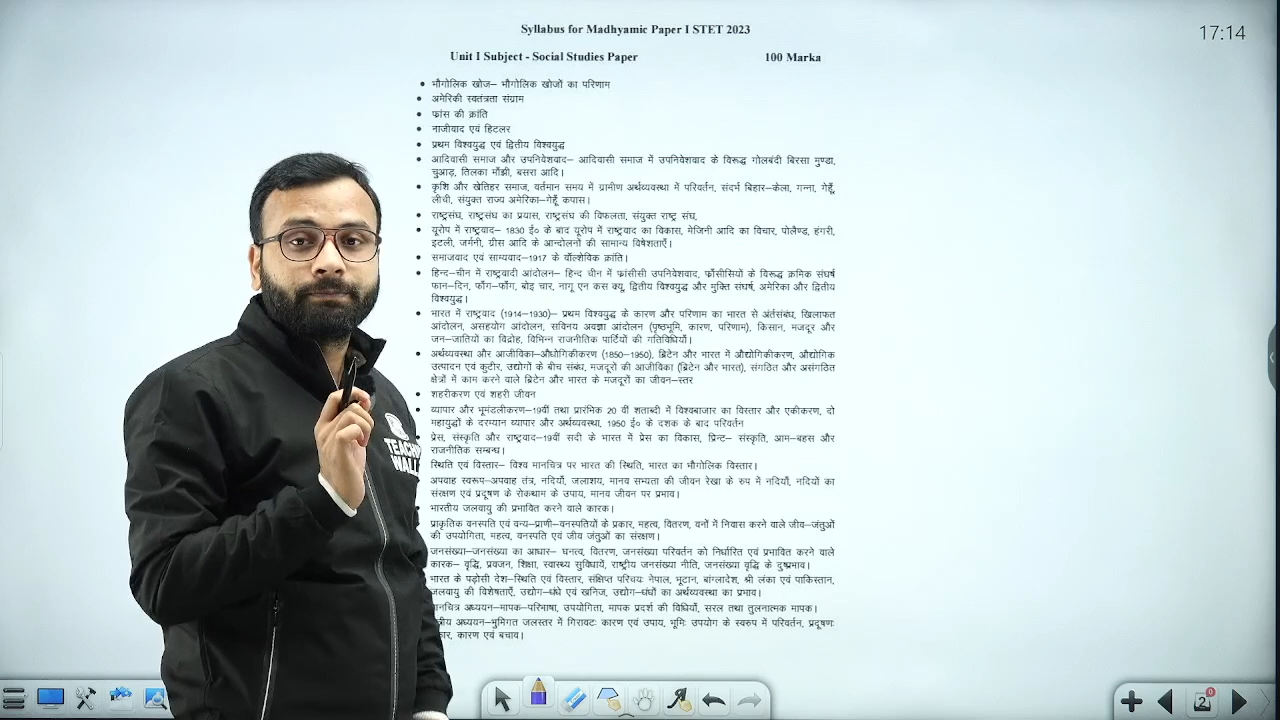 Syllabus for Madhyamic Paper I STET 2023
17:14
Unit I Subject - Social Studies Paper 100 Marka
भौगोलिक खोज– भौगोलिक खोजों का परिणाम
अमेरिकी स्वतंत्रता संग्राम
फ्रांस की क्रांति
नाजीवाद एवं हिटलर
प्रथम विश्वयुद्ध एवं द्वितीय विश्वयुद्ध
आदिवासी समाज और उपनिवेशवाद– आदिवासी समाज में उपनिवेशवाद के विरूद्ध गोलबंदी बिरसा मुण्डा,
चुआड़, तिलका माँझी, बसरा आदि।
कृशि और खेतिहर समाज, वर्तमान समय में ग्रामीण अर्थव्यवस्था में परिवर्तन, संदर्भ बिहार–केला, गन्ना, गेहूँ,
लीची, संयुक्त राज्य अमेरिका–गेहूँ कपास।
राष्ट्रसंघ, राष्ट्रसंघ का प्रयास, राष्ट्रसंघ की विफलता, संयुक्त राष्ट्र संघ,
यूरोप में राष्ट्रवाद– 1830 ई० के बाद यूरोप में राष्ट्रवाद का विकास, मेजिनी आदि का विचार, पोलैण्ड, हंगरी,
इटली, जर्मनी, ग्रीस आदि के आन्दोलनों की सामान्य विषेशताएँ।
समाजवाद एवं साम्यवाद–1917 के वॉल्शेविक क्रांति।
हिन्द–चीन में राष्ट्रवादी आंदोलन– हिन्द चीन में फ्रांसीसी उपनिवेशवाद, फ्राँसीसियों के विरूद्ध क्रमिक संघर्ष
फान–दिन, फाँग–फाँग, बोइ चार, नागू एन कस क्यू, द्वितीय विश्वयुद्ध और मुक्ति संघर्ष, अमेरिका और द्वितीय
विश्वयुद्ध।
भारत में राष्ट्रवाद (1914–1930)– प्रथम विश्वयुद्ध के कारण और परिणाम का भारत से अंर्तसंबंध, खिलाफत
आंदोलन, असहयोग आंदोलन, सविनय अवज्ञा आंदोलन (पृष्ठभूमि, कारण, परिणाम), किसान, मजदूर और
जन–जातियों का विद्रोह, विभिन्न राजनीतिक पार्टियों की गतिविधियाँ।
अर्थव्यवस्था और आजीविका–औधोगिकीकरण (1850–1950), ब्रिटेन और भारत में औद्योगिकीकरण, औद्योगिक
उत्पादन एवं कुटीर, उद्योगों के बीच संबंध, मजदूरों की आजीविका (ब्रिटेन और भारत), संगठित और असंगठित
क्षेत्रों में काम करने वाले ब्रिटेन और भारत के मजदूरों का जीवन–स्तर
शहरीकरण एवं शहरी जीवन
व्यापार और भूमंडलीकरण–19वीं तथा प्रारंभिक 20 वीं शताब्दी में विश्वबाजार का विस्तार और एकीकरण, दो
महायुद्धों के दरम्यान व्यापार और अर्थव्यवस्था, 1950 ई० के दशक के बाद परिवर्तन
प्रेस, संस्कृति और राष्ट्रवाद–19वीं सदी के भारत में प्रेस का विकास, प्रिन्ट– संस्कृति, आम–बहस और
राजनीतिक सम्बन्ध।
स्थिति एवं विस्तार– विश्व मानचित्र पर भारत की स्थिति, भारत का भौगोलिक विस्तार।
अपवाह स्वरूप–अपवाह तंत्र, नदियाँ, जलाशय, मानव सभ्यता की जीवन रेखा के रुप में नदियाँ, नदियों का
संरक्षण एवं प्रदूषण के रोकथाम के उपाय, मानव जीवन पर प्रभाव।
भारतीय जलवायु की प्रभावित करने वाले कारक।
प्राकृतिक वनस्पति एवं वन्य–प्राणी–वनस्पतियों के प्रकार, महत्व, वितरण, वनों में निवास करने वाले जीव–जंतुओं
की उपयोगिता, महत्व, वनस्पति एवं जीव जंतुओं का संरक्षण।
जनसंख्या–जनसंख्या का आधार– घनत्व, वितरण, जनसंख्या परिवर्तन को निर्धारित एवं प्रभावित करने वाले
कारक– वृद्धि, प्रवजन, शिक्षा, स्वास्थ्य सुविधायें, राष्ट्रीय जनसंख्या नीति, जनसंख्या वृद्धि के दुष्प्रभाव।
भारत के पड़ोसी देश–स्थिति एवं विस्तार, संक्षिप्त परिचयः नेपाल, भूटान, बांग्लादेश, श्री लंका एवं पाकिस्तान,
जलवायु की विशेषताएँ, उद्योग–धंधे एवं खनिज, उद्योग–धंधों का अर्थव्यवस्था का प्रभाव।
मानचित्र अध्ययन–मापक–परिभाषा, उपयोगिता, मापक प्रदर्श की विधियाँ, सरल तथा तुलनात्मक मापक।
अध्ययन–भुमिगत जलस्तर में गिरावटः कारण एवं उपाय, भूमिः उपयोग के स्वरुप में परिवर्तन, प्रदूषणः
कारण एवं बचाव।
TEACHING
WALL
2
0